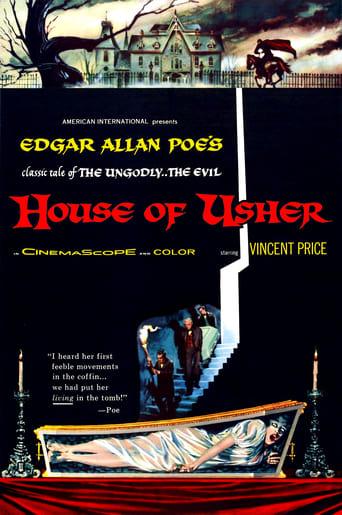 AMERICAN INTERNATIONAL presents
EDGAR ALLAN POE'S
classic tale of THE UNGODLY..THE EVIL
HOUSE OF USHER
IN CINEMASCOPE AND COLOR starring VINCENT PRICE
"I heard her first
feeble movements
in the coffin...
we had put her
living in the tomb!"
—Poe